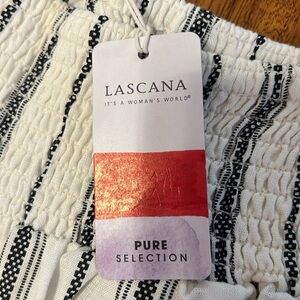 LASCANA
IT'S A WOMAN'S WORLD®
PURE
SELECTION